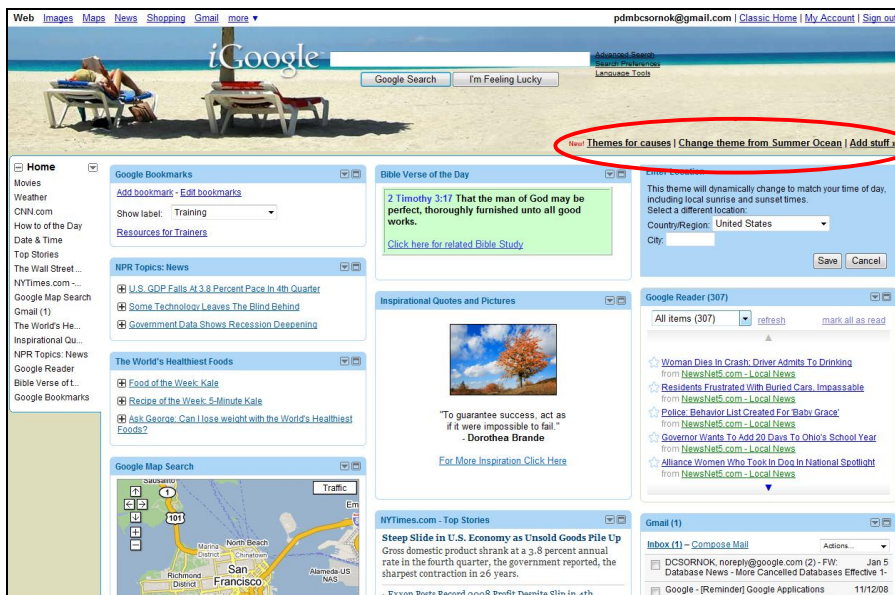 Web Images Maps News Shopping Gmail more ▼
pdmbcsornok@gmail.com | Classic Home | My Account | Sign out
iGoogle
Advanced Search
Search Preferences
Language Tools
Google Search I'm Feeling Lucky
New! Themes for causes | Change theme from Summer Ocean | Add stuff »
Home
Movies
Weather
CNN.com
How to of the Day
Date & Time
Top Stories
The Wall Street ...
NYTimes.com -...
Google Map Search
Gmail (1)
The World's He...
Inspirational Qu...
NPR Topics: News
Google Reader
Bible Verse of t...
Google Bookmarks
Google Bookmarks
Add bookmark - Edit bookmarks
Show label: Training
Resources for Trainers
NPR Topics: News
U.S. GDP Falls At 3.8 Percent Pace In 4th Quarter
Some Technology Leaves The Blind Behind
Government Data Shows Recession Deepening
The World's Healthiest Foods
Food of the Week: Kale
Recipe of the Week: 5-Minute Kale
Ask George: Can I lose weight with the World's Healthiest
Foods?
Google Map Search
Traffic
Sausalito
1
101
Em
Marina
District
North Beach
Chinatown
Richmond
District
San
Francisco
Alameda-US
NAS
Bible Verse of the Day
2 Timothy 3:17 That the man of God may be
perfect, thoroughly furnished unto all good
works.
Click here for related Bible Study
Inspirational Quotes and Pictures
"To guarantee success, act as
if it were impossible to fail."
- Dorothea Brande
For More Inspiration Click Here
NYTimes.com - Top Stories
Steep Slide in U.S. Economy as Unsold Goods Pile Up
Gross domestic product shrank at a 3.8 percent annual
rate in the fourth quarter, the government reported, the
sharpest contraction in 26 years.
Exxon Posts Record 2008 Profit Despite Slip in 4th
Enter Location
This theme will dynamically change to match your time of day,
including local sunrise and sunset times.
Select a different location:
Country/Region: United States
City:
Save Cancel
Google Reader (307)
All items (307) refresh mark all as read
Woman Dies In Crash; Driver Admits To Drinking
from NewsNet5.com - Local News
Residents Frustrated With Buried Cars, Impassable
from NewsNet5.com - Local News
Police: Behavior List Created For 'Baby Grace'
from NewsNet5.com - Local News
Governor Wants To Add 20 Days To Ohio's School Year
from NewsNet5.com - Local News
Alliance Women Who Took In Dog In National Spotlight
from NewsNet5.com - Local News
Gmail (1)
Inbox (1) – Compose Mail Actions...
DCSORNOK, noreply@google.com (2) - FW: Jan 5
Database News - More Cancelled Databases Effective 1-
Google - [Reminder] Google Applications 11/12/08